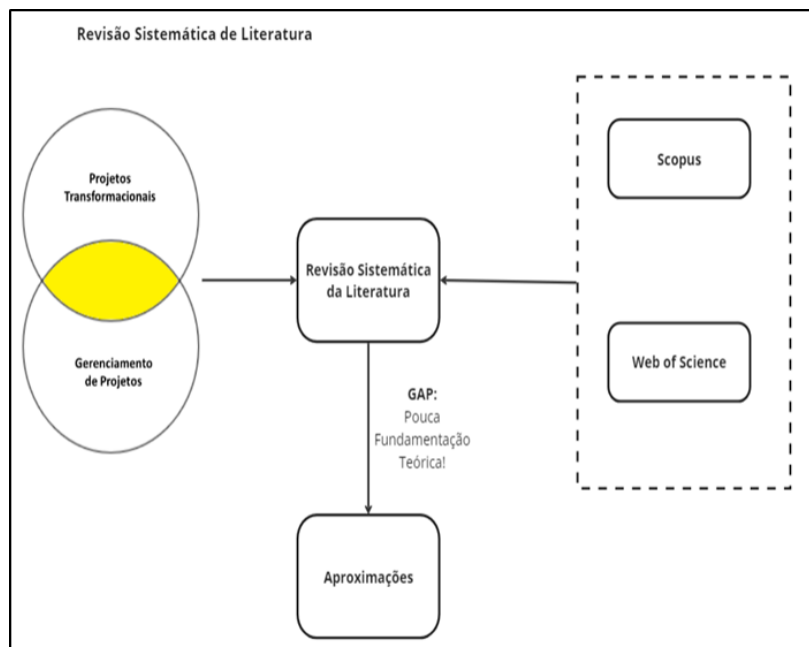 Revisão Sistemática de Literatura
Projetos
Transformacionais
Gerenciamento
de Projetos
Revisão Sistemática
da Literatura
Scopus
Web of Science
GAP:
Pouca
Fundamentação
Teórica!
Aproximações